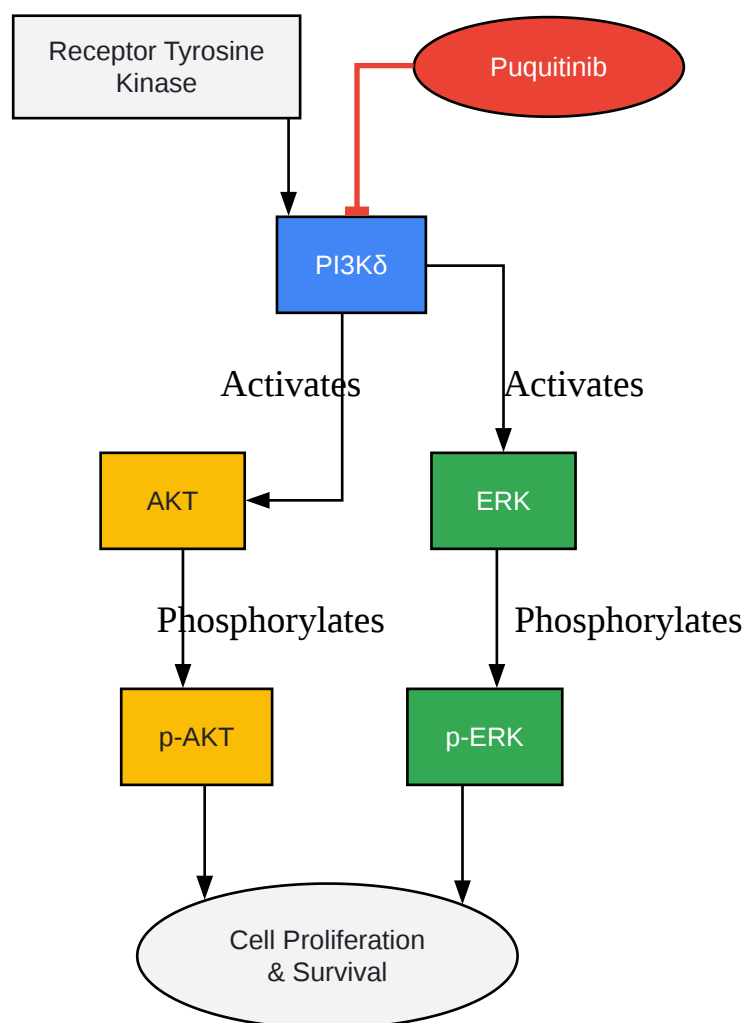 Receptor Tyrosine
Kinase
Puquitinib
PI3Kδ
Activates
Activates
AKT
ERK
Phosphorylates
Phosphorylates
p-AKT
p-ERK
Cell Proliferation
& Survival